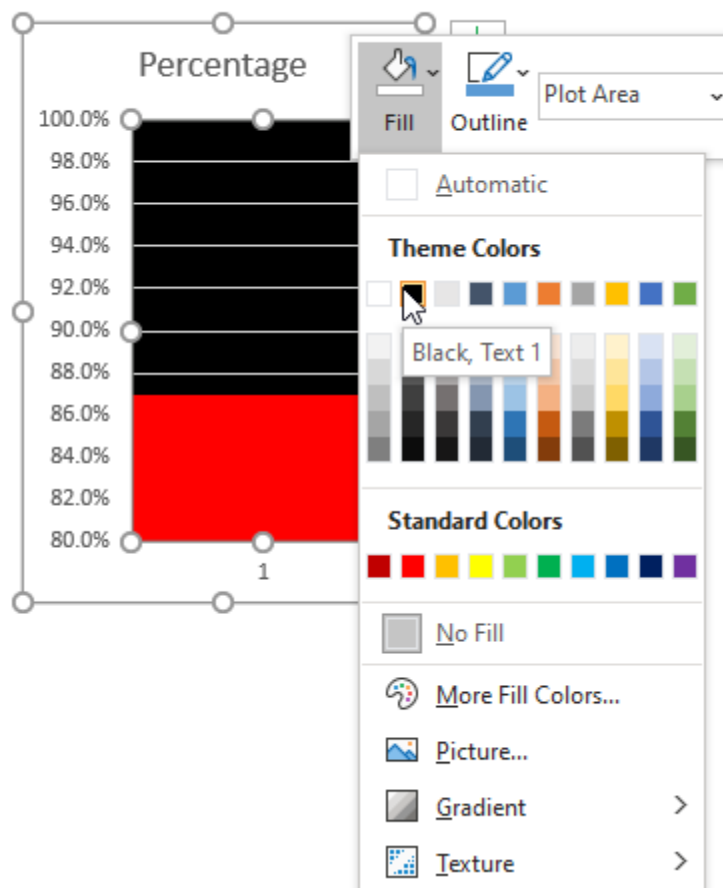 Percentage
Fill
Outline
Plot Area
100.0%
98.0%
96.0%
94.0%
92.0%
90.0%
88.0%
86.0%
84.0%
82.0%
80.0%
1
Automatic
Theme Colors
Black, Text 1
Standard Colors
No Fill
More Fill Colors...
Picture...
Gradient
Texture